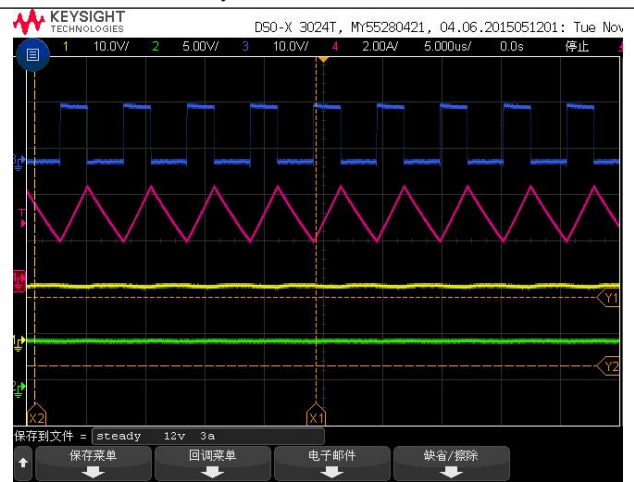 KEYSIGHT
TECHNOLOGIES
DSO-X 3024T, MY55280421, 04.06.2015051201: Tue Nov
1 10.0V/ 2 5.00V/ 3 10.0V/ 4 2.00A/ 5.000us/ 0.0s 停止
T
Y1
Y2
X2 X1
保存到文件 = steady 12v 3a
保存菜单 回调菜单 电子邮件 缺省/擦除